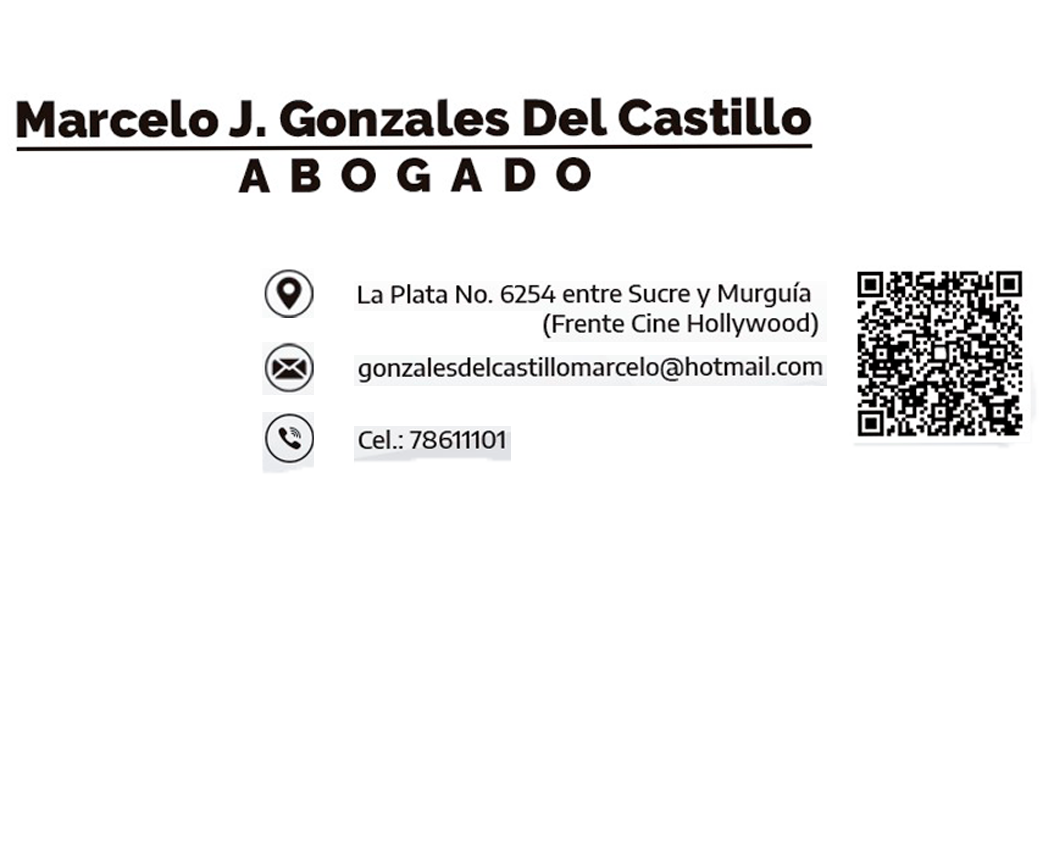 Marcelo J. Gonzales Del Castillo
ABOGADO
La Plata No. 6254 entre Sucre y Murguía
(Frente Cine Hollywood)
gonzalesdelcastillomarcelo@hotmail.com
Cel.: 78611101